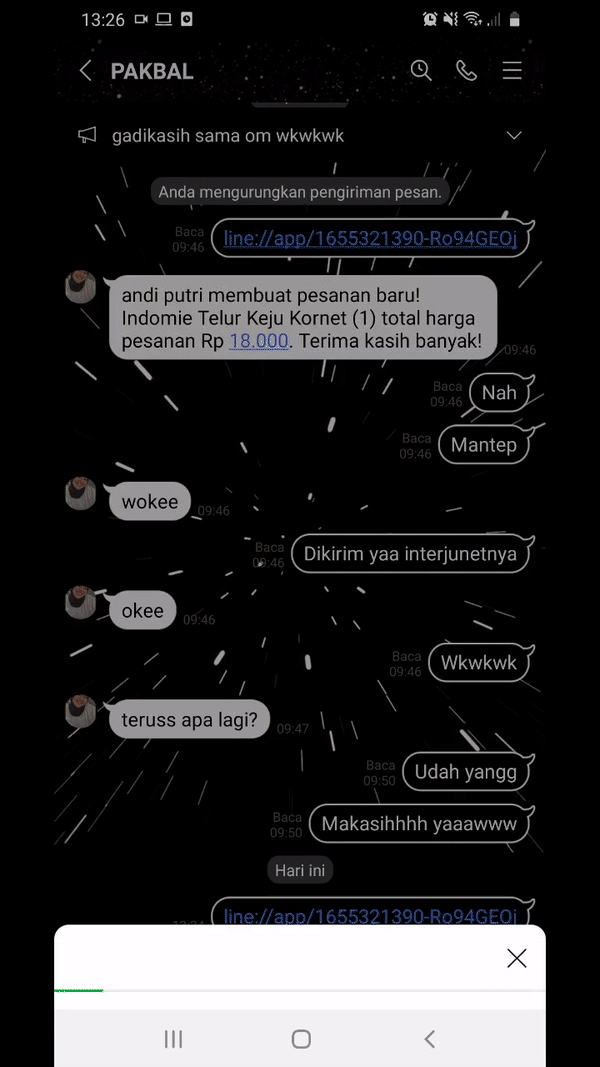 13:26
PAKBAL
gadikasih sama om wkwkwk
Anda mengurungkan pengiriman pesan.
Baca
09:46
line://app/1655321390-Ro94GEOj
andi putri membuat pesanan baru!
Indomie Telur Keju Kornet (1) total harga
pesanan Rp 18.000. Terima kasih banyak!
09:46
Baca
09:46
Nah
Baca
09:46
Mantep
wokee
09:46
Baca
09:46
Dikirim yaa interjunetnya
okee
09:46
Baca
09:46
Wkwkwk
teruss apa lagi?
09:47
Baca
09:50
Udah yangg
Baca
09:50
Makasihhhh yaaawww
Hari ini
line://app/1655321390-Ro94GEOj